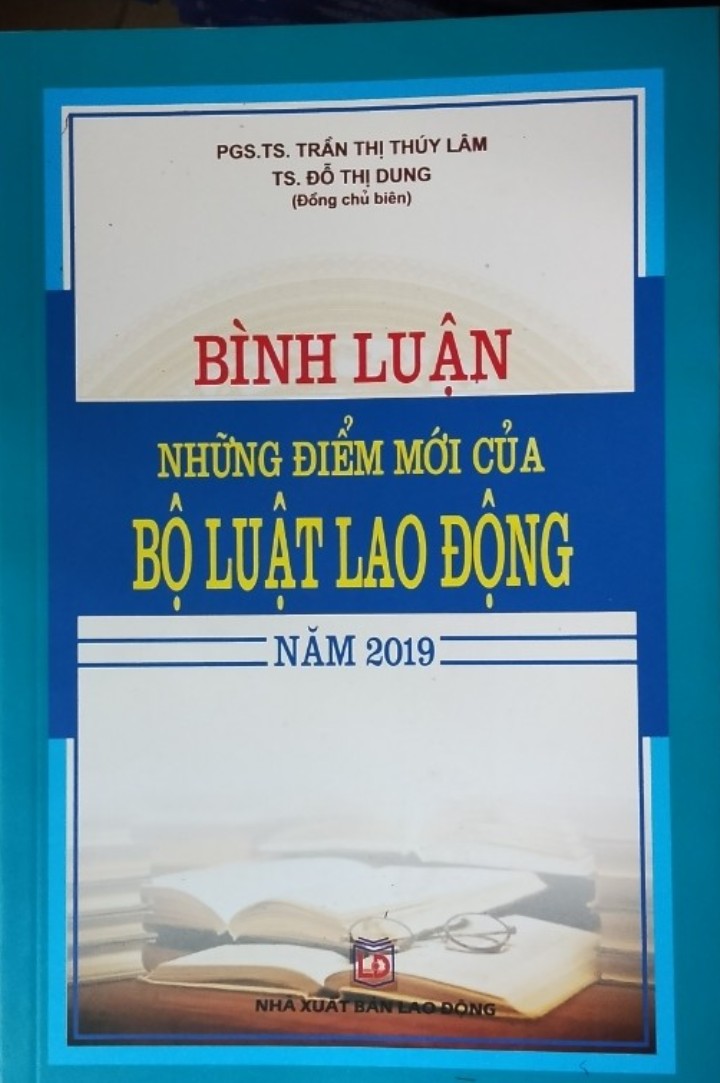 PGS.TS. TRẦN THỊ THÚY LÂM
TS. ĐỖ THỊ DUNG
(Đồng chủ biên)
BÌNH LUẬN
NHỮNG ĐIỂM MỚI CỦA
BỘ LUẬT LAO ĐỘNG
NĂM 2019
LĐ
NHÀ XUẤT BẢN LAO ĐỘNG